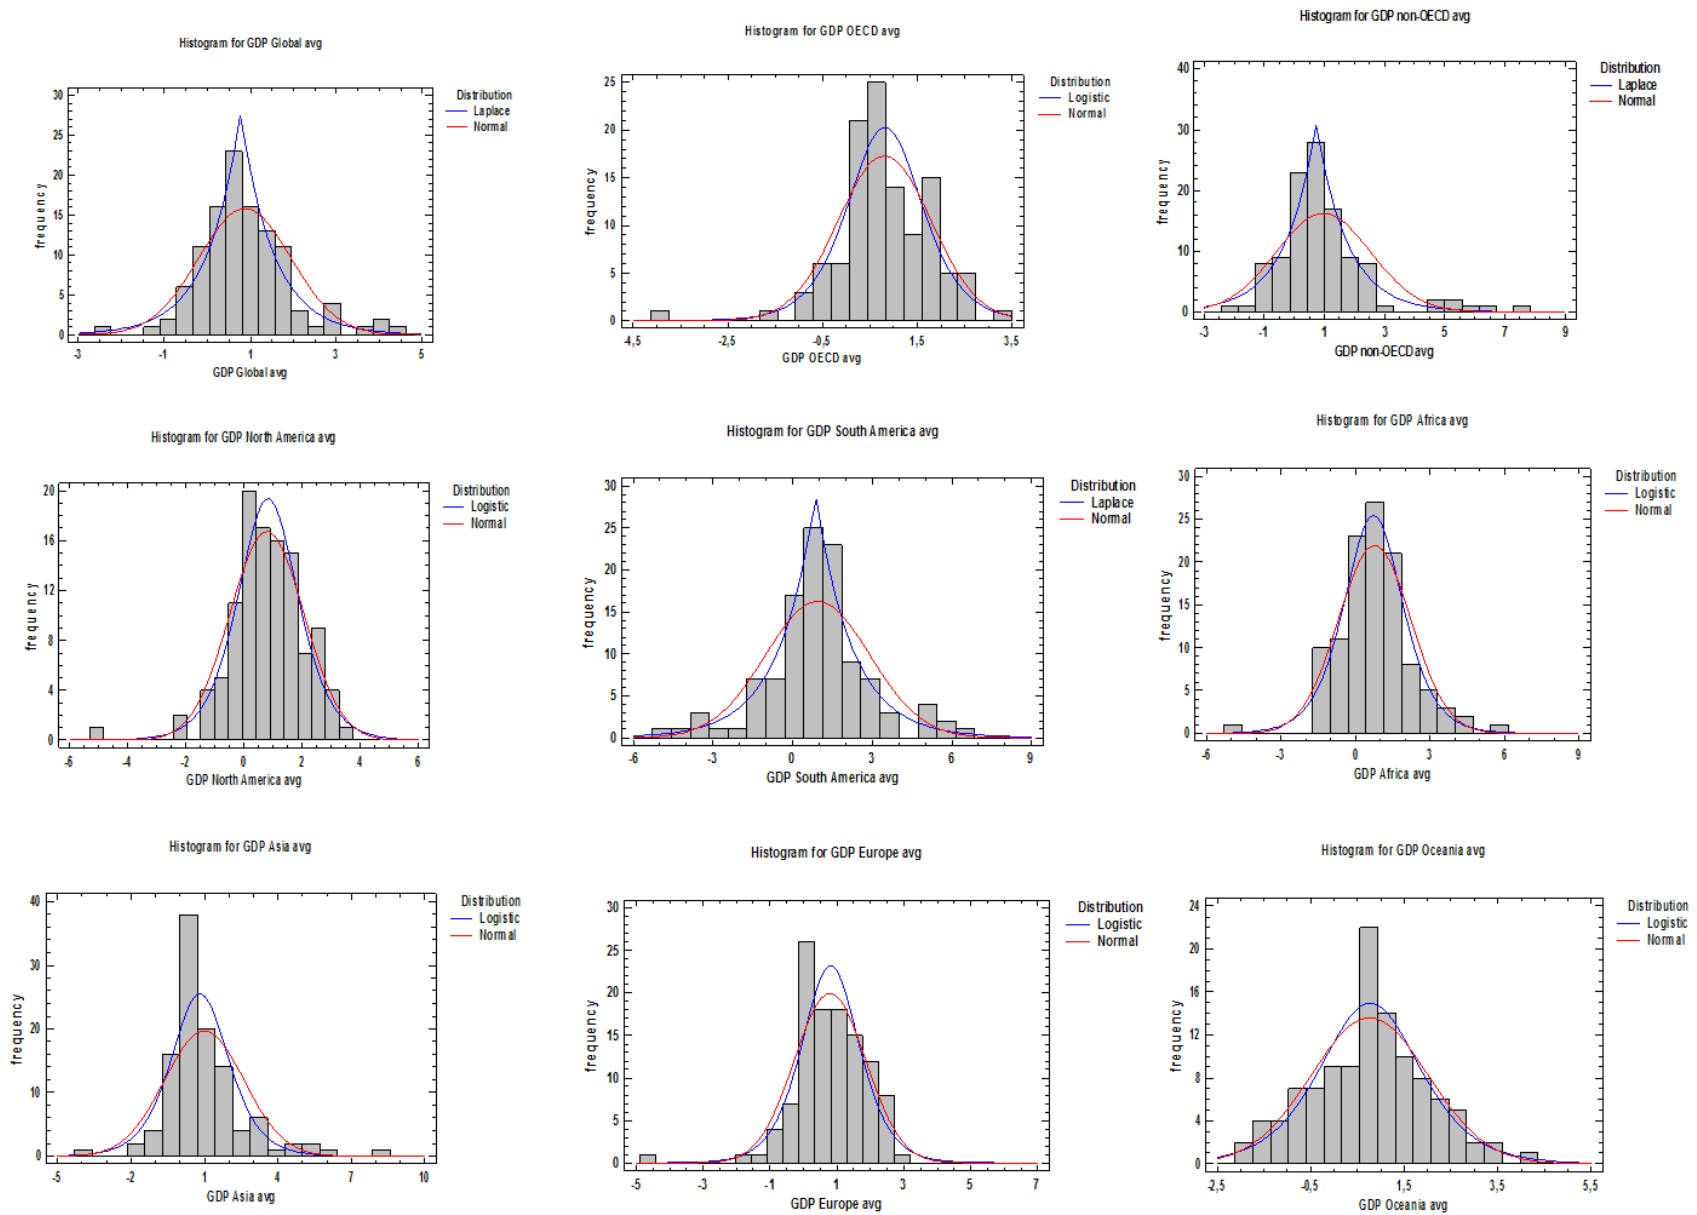 Histogram for GDP Global avg
Distribution
Laplace
Normal
frequency
30
25
20
15
10
5
0
-3 -1 1 3 5
GDP Global avg
Histogram for GDP OECD avg
Distribution
Logistic
Normal
frequency
25
20
15
10
5
0
-4,5 -2,5 -0,5 1,5 3,5
GDP OECD avg
Histogram for GDP non-OECD avg
Distribution
Laplace
Normal
frequency
40
30
20
10
0
-3 -1 1 3 5 7 9
GDP non-OECD avg
Histogram for GDP North America avg
Distribution
Logistic
Normal
frequency
20
16
12
8
4
0
-6 -4 -2 0 2 4 6
GDP North America avg
Histogram for GDP South America avg
Distribution
Laplace
Normal
frequency
30
25
20
15
10
5
0
-6 -3 0 3 6 9
GDP South America avg
Histogram for GDP Africa avg
Distribution
Logistic
Normal
frequency
30
25
20
15
10
5
0
-6 -3 0 3 6 9
GDP Africa avg
Histogram for GDP Asia avg
Distribution
Logistic
Normal
frequency
40
30
20
10
0
-5 -2 1 4 7 10
GDP Asia avg
Histogram for GDP Europe avg
Distribution
Logistic
Normal
frequency
30
25
20
15
10
5
0
-5 -3 -1 1 3 5 7
GDP Europe avg
Histogram for GDP Oceania avg
Distribution
Logistic
Normal
frequency
24
20
16
12
8
4
0
-2,5 -0,5 1,5 3,5 5,5
GDP Oceania avg